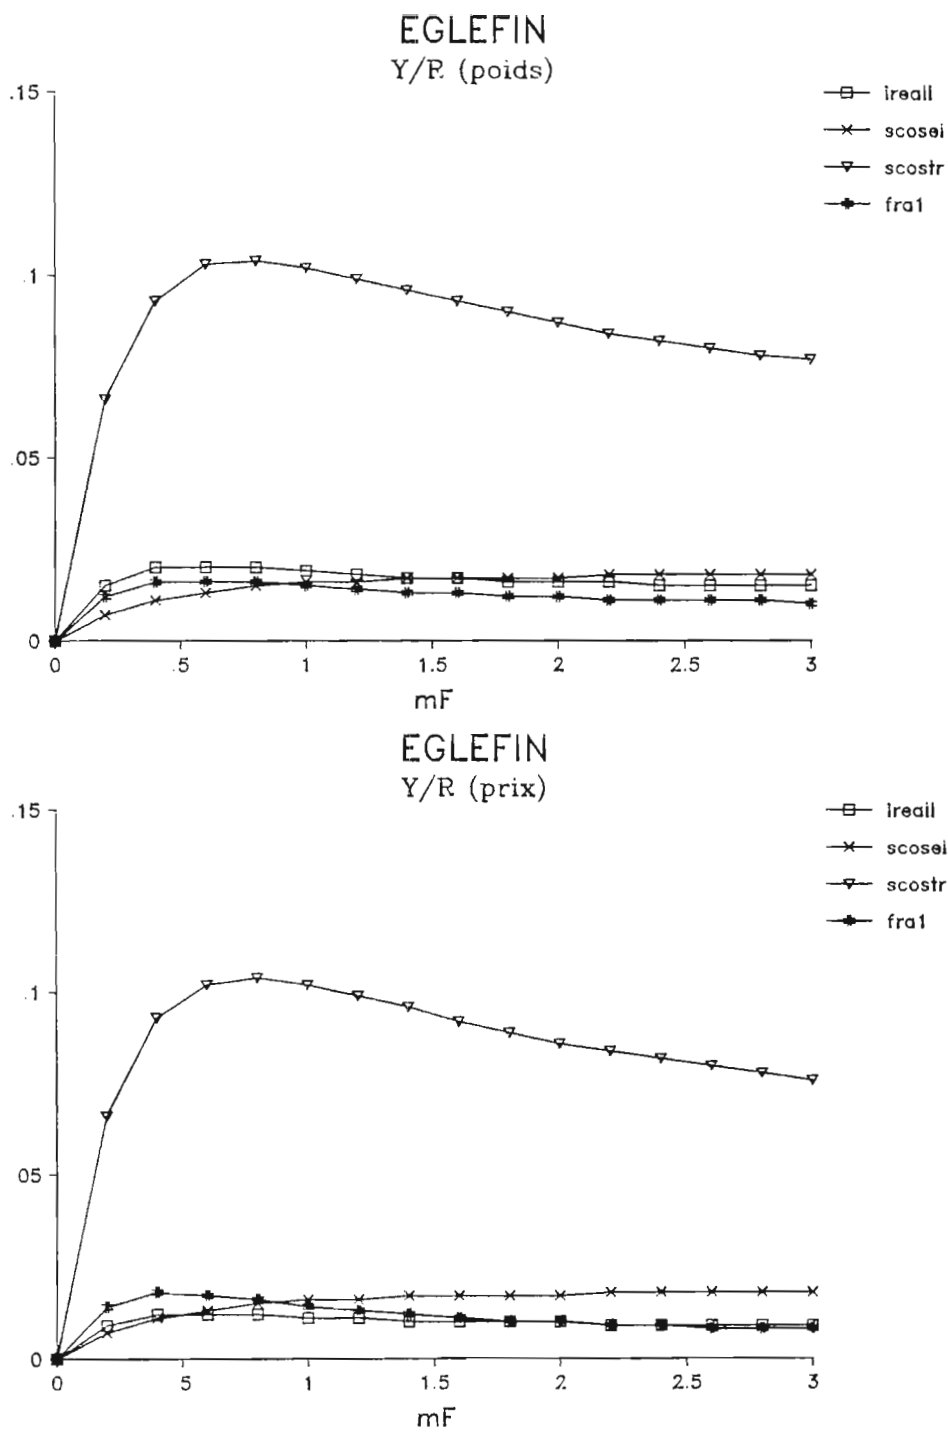 EGLEFIN
Y/R (poids)
.15
.1
.05
0
0
.5
1
1.5
2
2.5
3
mF
ireall
scosei
scostr
fra1
EGLEFIN
Y/R (prix)
.15
.1
05
0
0
5
1
1.5
2
2.5
3
mF
ireall
scosei
scostr
fra1